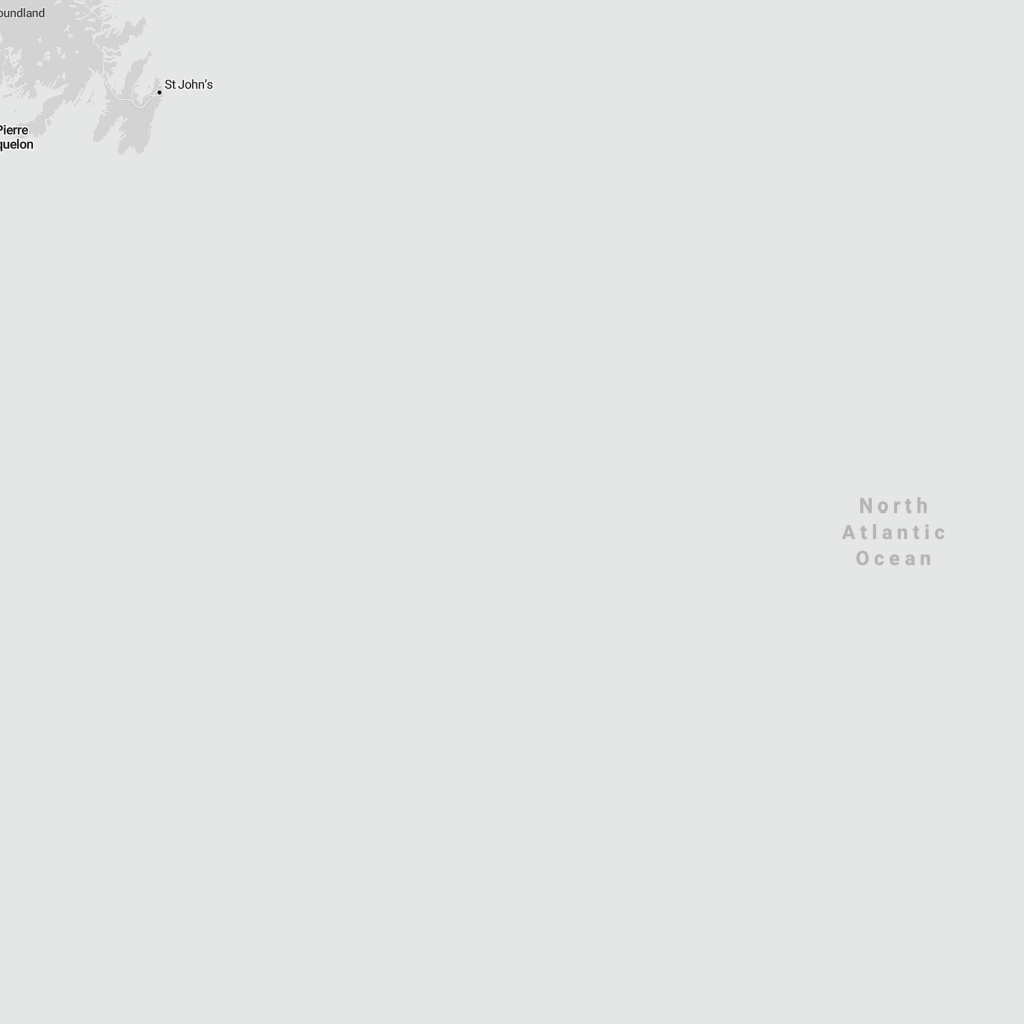 oundland
St John's
Pierre
quelon
North
Atlantic
Ocean